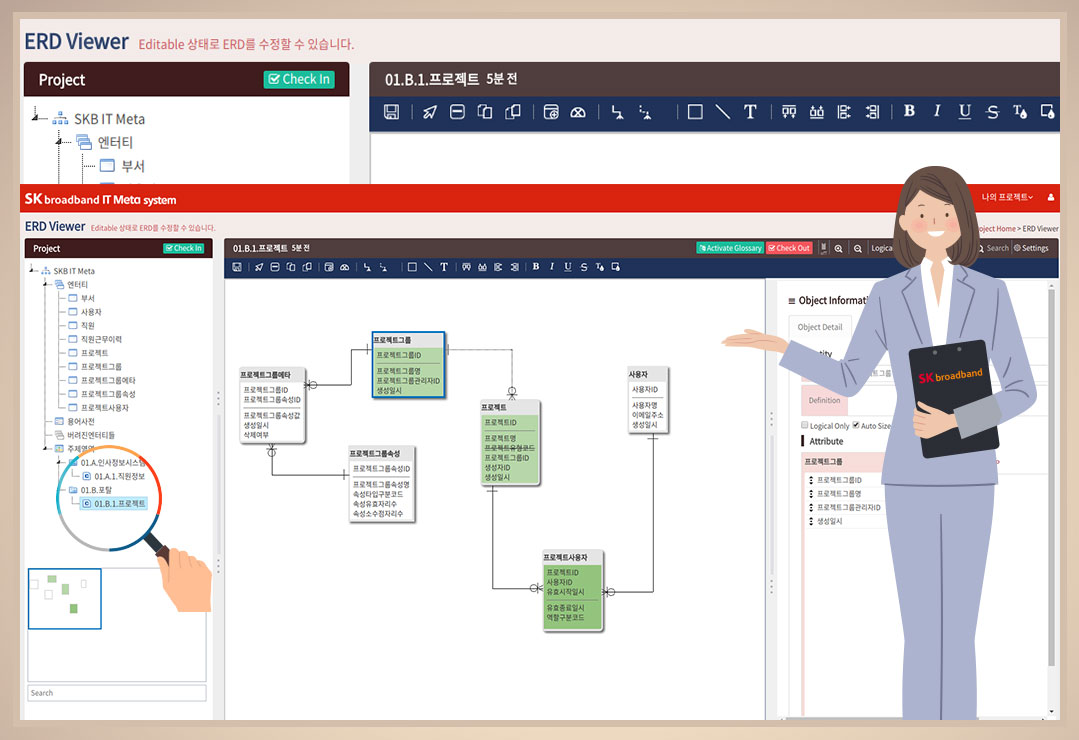 ERD Viewer Editable 상태로 ERD를 수정할 수 있습니다.
Project Check In
01.B.1.프로젝트 5분 전
SKB IT Meta
엔터티
부서
B I U S T
SK broadband IT Meta system
나의 프로젝트
ERD Viewer Editable 상태로 ERD를 수정할 수 있습니다.
Project Home > ERD Viewer
Project Check In
01.B.1.프로젝트 5분 전
Activate Glossary Check Out
Search Settings
B I U S T
SKB IT Meta
엔터티
부서
사용자
직원
직원근무이력
프로젝트
프로젝트그룹
프로젝트그룹메타
프로젝트그룹속성
프로젝트사용자
용어사전
버려진엔터티들
주제영역
01.A.인사정보시스템
01.A.1.직원정보
01.B.포탈
01.B.1.프로젝트
Search
프로젝트그룹메타
프로젝트그룹ID
프로젝트그룹속성ID
프로젝트그룹속성값
생성일시
삭제여부
프로젝트그룹
프로젝트그룹ID
프로젝트그룹명
프로젝트그룹관리자ID
생성일시
프로젝트그룹속성
프로젝트그룹속성ID
프로젝트그룹속성명
속성타입구분코드
속성유효자리수
속성소수점자리수
프로젝트
프로젝트ID
프로젝트명
프로젝트유형코드
프로젝트그룹ID
생성자ID
생성일시
사용자
사용자ID
사용자명
이메일주소
생성일시
프로젝트사용자
프로젝트ID
사용자ID
유효시작일시
유효종료일시
역할구분코드
Object Informati
Object Detail
Definition
Logical Only Auto Size
Attribute
프로젝트그룹
프로젝트그룹ID
프로젝트그룹명
프로젝트그룹관리자ID
생성일시
SK broadband